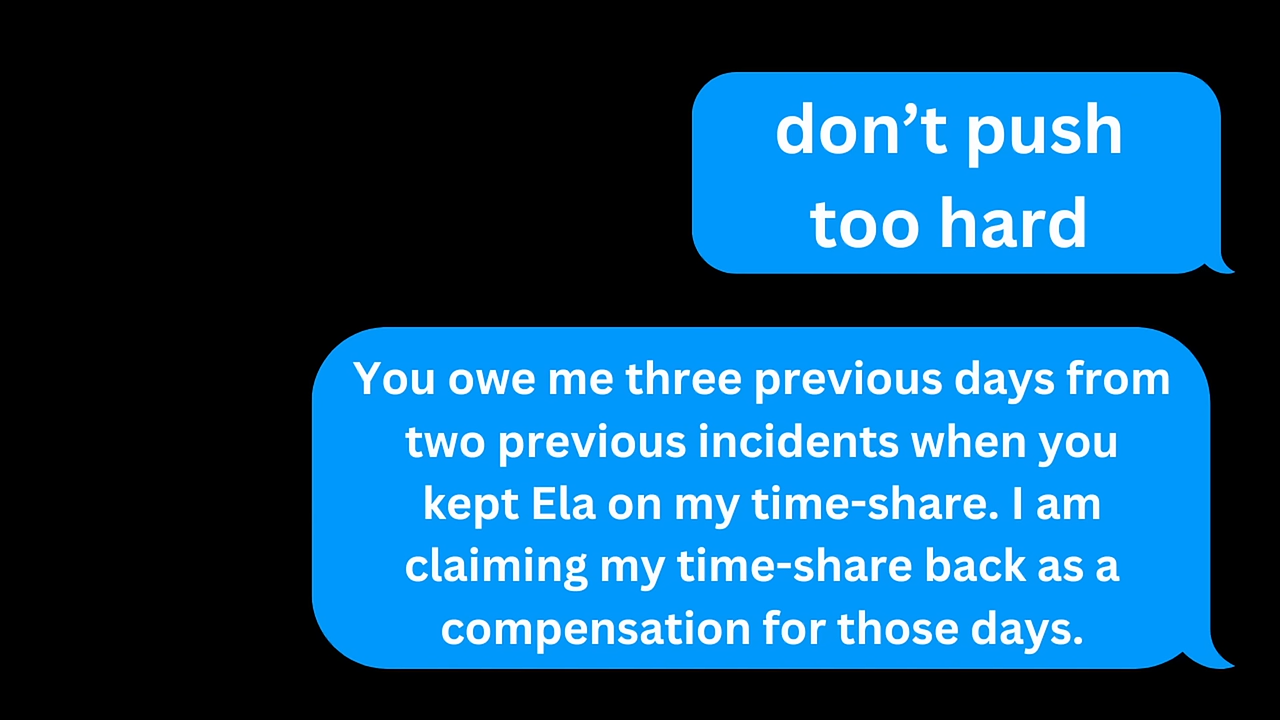 don’t push
too hard
You owe me three previous days from
two previous incidents when you
kept Ela on my time-share. I am
claiming my time-share back as a
compensation for those days.